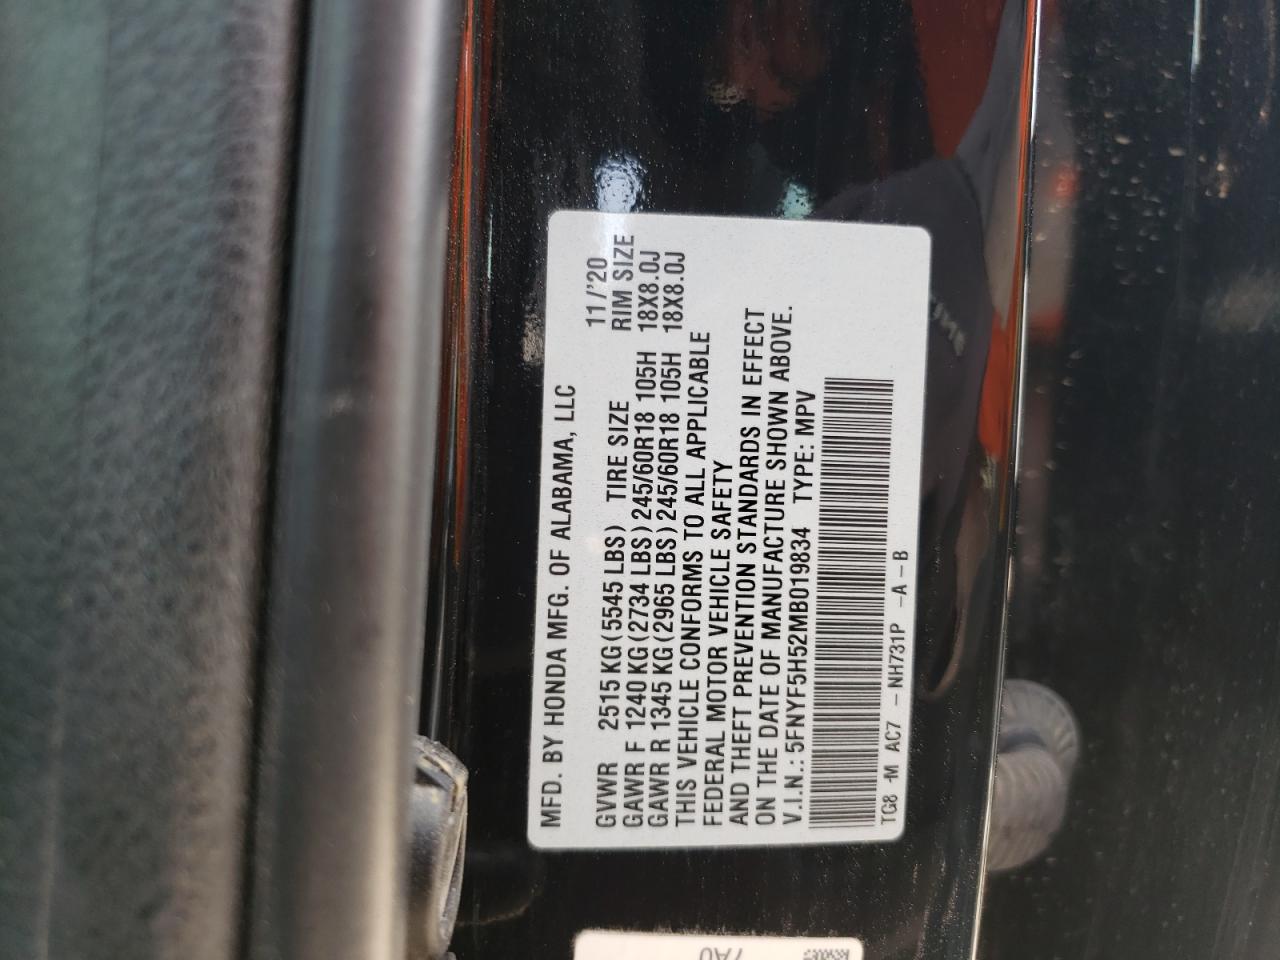 MFD. BY HONDA MFG. OF ALABAMA, LLC
11/'20
GVWR 2515 KG (5545 LBS) TIRE SIZE RIM SIZE
GAWR F 1240 KG (2734 LBS) 245/60R18 105H 18X8.0J
GAWR R 1345 KG (2965 LBS) 245/60R18 105H 18X8.0J
THIS VEHICLE CONFORMS TO ALL APPLICABLE
FEDERAL MOTOR VEHICLE SAFETY
AND THEFT PREVENTION STANDARDS IN EFFECT
ON THE DATE OF MANUFACTURE SHOWN ABOVE.
V.I.N.: 5FNYF5H52MB019834 TYPE: MPV
TG8 -M AC7 -NH731P -A -B